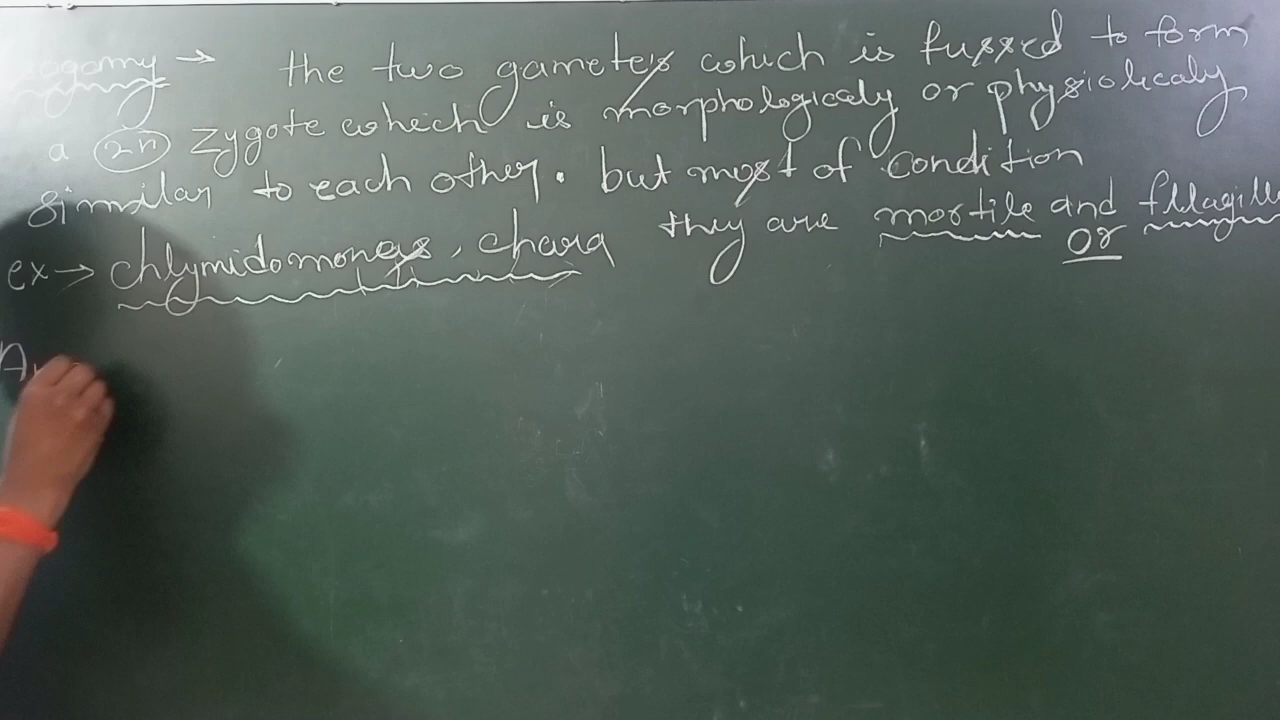 ogamy → the two gametes which is fussed to form
a 2n zygote which is morphologicaly or physiolicaly
similar to each other. but most of condition
ex → chlymidomonas, chara they are mortile and fllagill
or
A